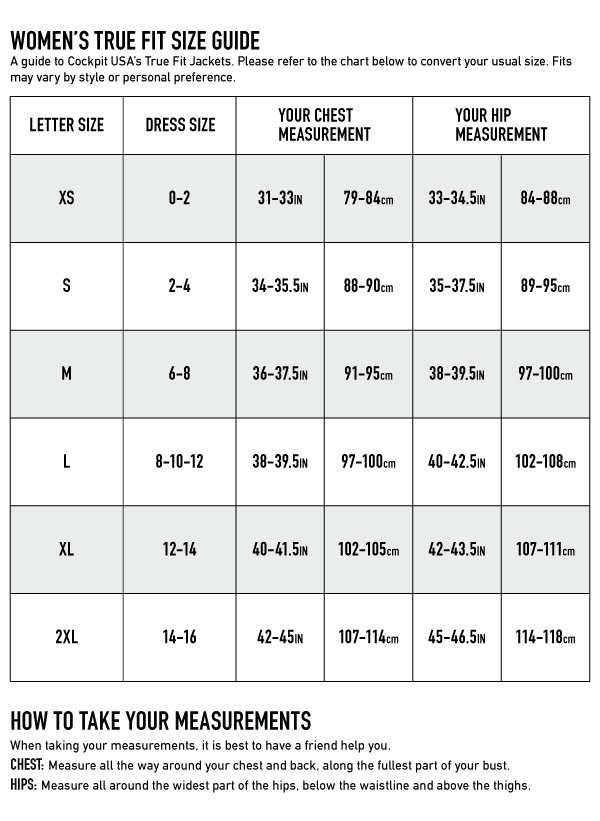 WOMEN'S TRUE FIT SIZE GUIDE
A guide to Cockpit USA's True Fit Jackets. Please refer to the chart below to convert your usual size. Fits
may vary by style or personal preference.
LETTER SIZE DRESS SIZE YOUR CHEST MEASUREMENT YOUR HIP MEASUREMENT
XS 0-2 31-33IN 79-84cm 33-34.5IN 84-88cm
S 2-4 34-35.5IN 88-90cm 35-37.5IN 89-95cm
M 6-8 36-37.5IN 91-95cm 38-39.5IN 97-100cm
L 8-10-12 38-39.5IN 97-100cm 40-42.5IN 102-108cm
XL 12-14 40-41.5IN 102-105cm 42-43.5IN 107-111cm
2XL 14-16 42-45IN 107-114cm 45-46.5IN 114-118cm
HOW TO TAKE YOUR MEASUREMENTS
When taking your measurements, it is best to have a friend help you.
CHEST: Measure all the way around your chest and back, along the fullest part of your bust.
HIPS: Measure all around the widest part of the hips, below the waistline and above the thighs.